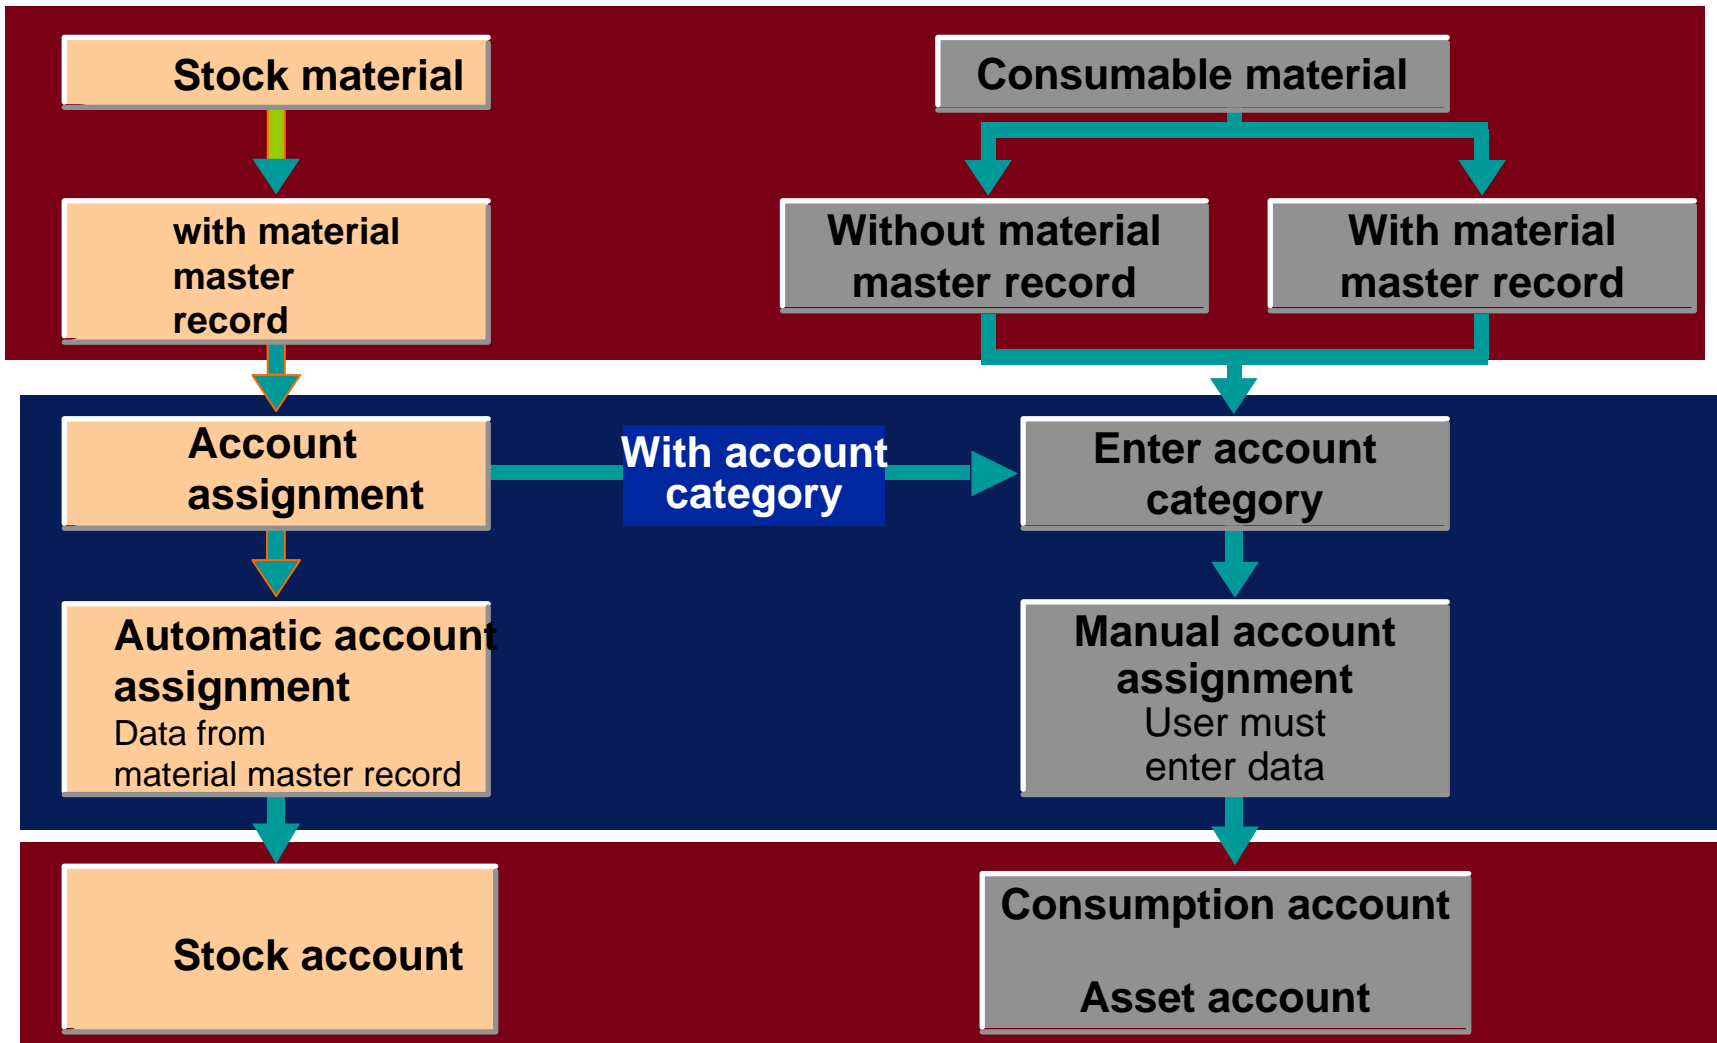 Stock material
Consumable material
with material
master
record
Without material
master record
With material
master record
Account
assignment
With account
category
Enter account
category
Automatic account
assignment
Data from
material master record
Manual account
assignment
User must
enter data
Stock account
Consumption account
Asset account